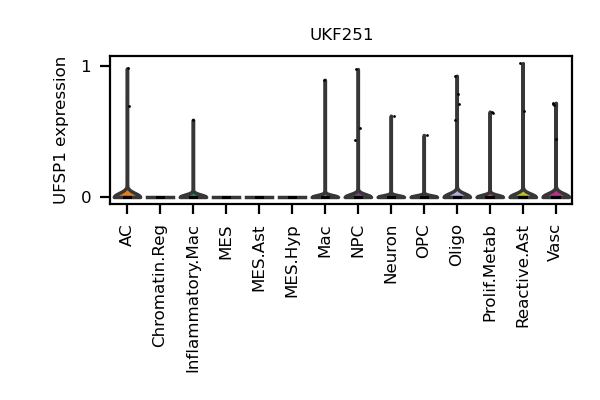 UKF251
UFSP1 expression
1
0
AC
Chromatin.Reg
Inflammatory.Mac
MES
MES.Ast
MES.Hyp
Mac
NPC
Neuron
OPC
Oligo
Prolif.Metab
Reactive.Ast
Vasc